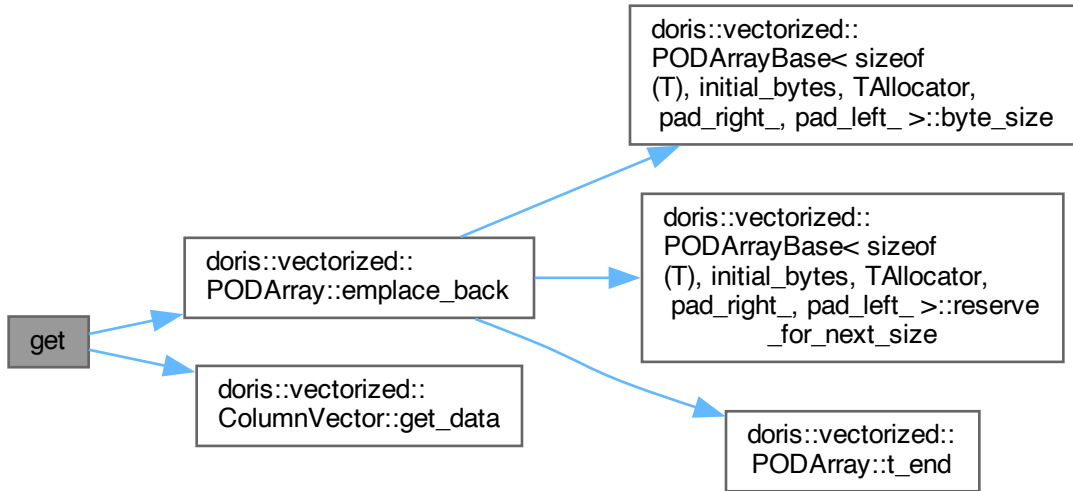 doris::vectorized::
PODArrayBase< sizeof
(T), initial_bytes, TAllocator,
pad_right_, pad_left_ >::byte_size
doris::vectorized::
PODArrayBase< sizeof
(T), initial_bytes, TAllocator,
pad_right_, pad_left_ >::reserve
_for_next_size
doris::vectorized::
PODArray::emplace_back
get
doris::vectorized::
ColumnVector::get_data
doris::vectorized::
PODArray::t_end